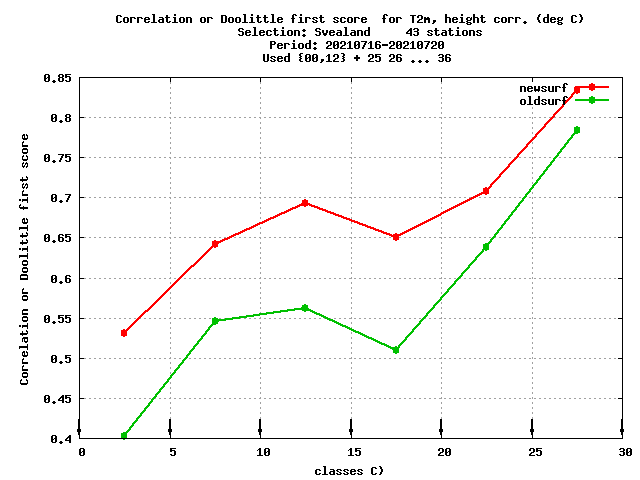 Correlation or Doolittle first score  for T2m, height corr. (deg C)
Selection: Svealand     43 stations
Period: 20210716-20210720
Used {00,12} + 25 26 ... 36
Correlation or Doolittle first score
0.85
0.8
0.75
0.7
0.65
0.6
0.55
0.5
0.45
0.4
newsurf
oldsurf
0 5 10 15 20 25 30
classes C)